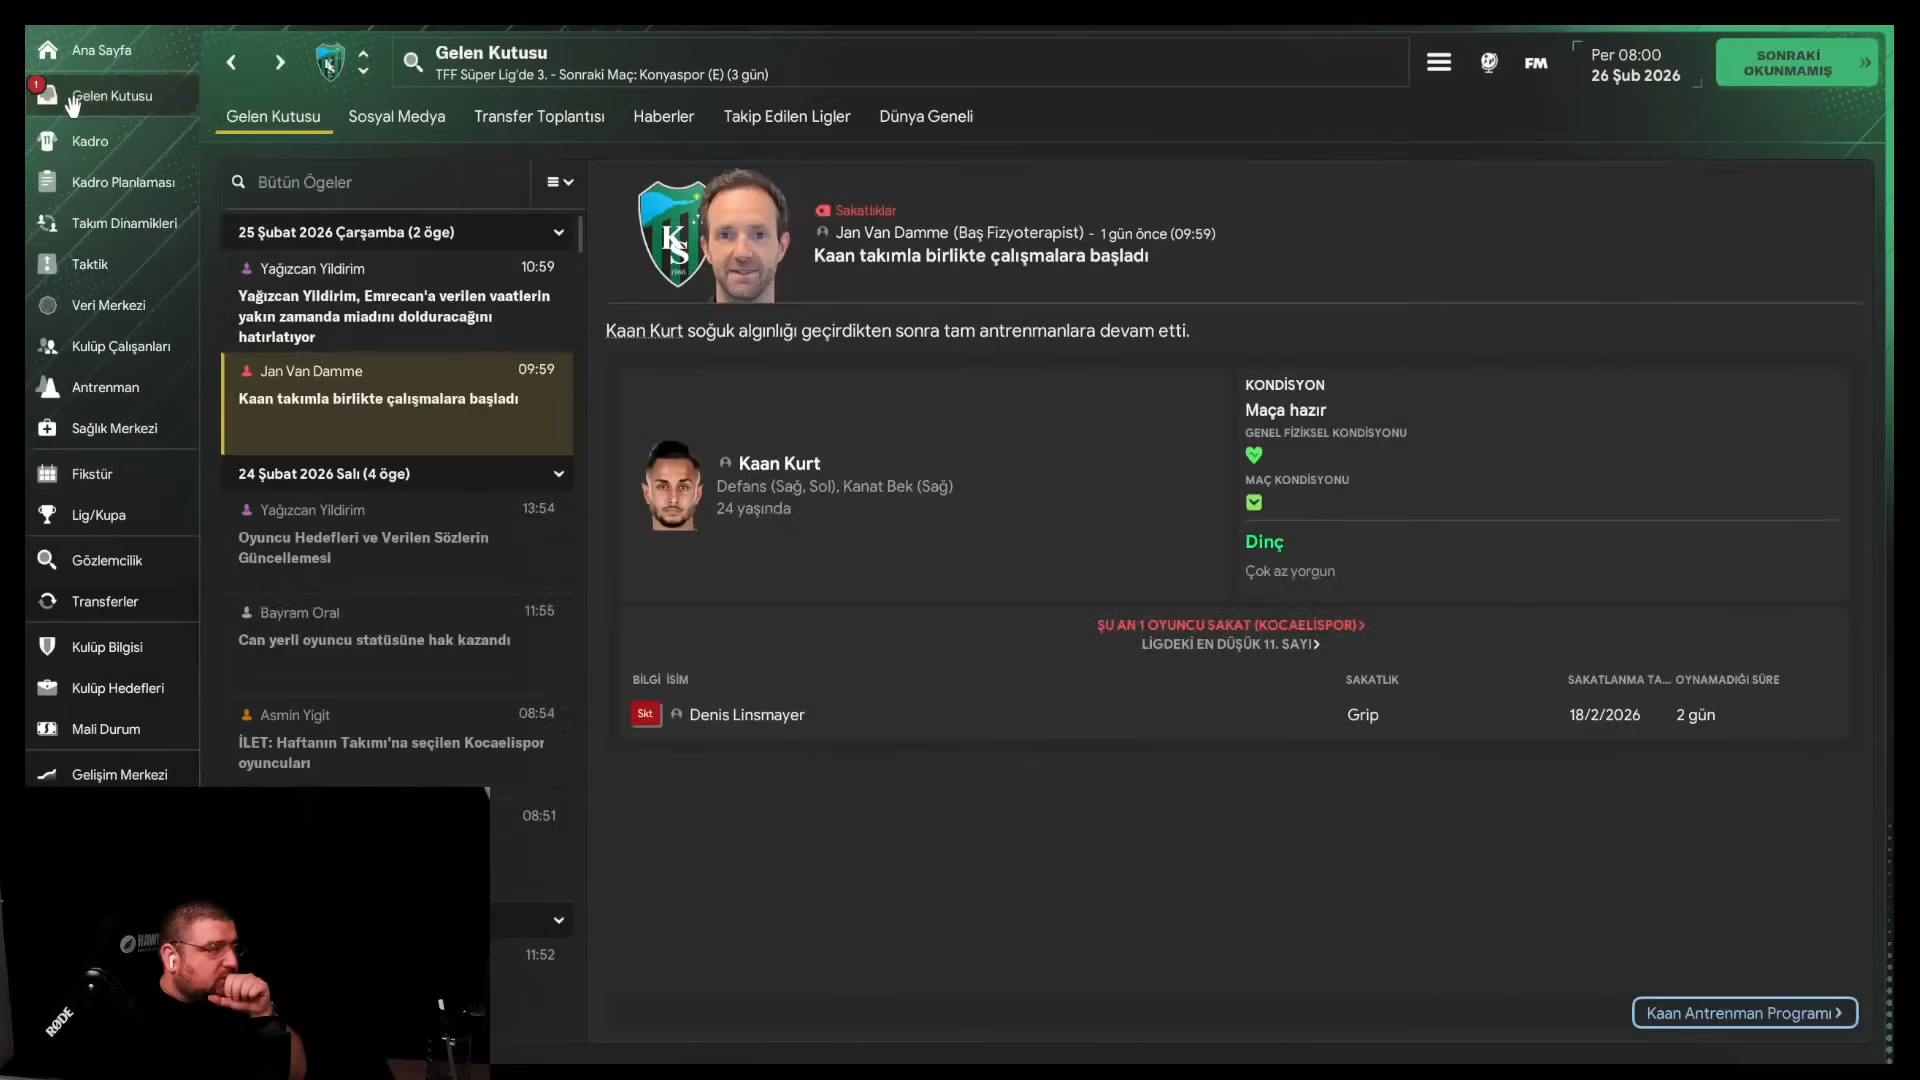 Ana Sayfa
1
Gelen Kutusu
Kadro
Kadro Planlaması
Takım Dinamikleri
Taktik
Veri Merkezi
Kulüp Çalışanları
Antrenman
Sağlık Merkezi
Fikstür
Lig/Kupa
Gözlemcilik
Transferler
Kulüp Bilgisi
Kulüp Hedefleri
Mali Durum
Gelişim Merkezi
Gelen Kutusu
TFF Süper Lig'de 3. - Sonraki Maç: Konyaspor (E) (3 gün)
FM
Per 08:00
26 Şub 2026
SONRAKİ
OKUNMAMIŞ
Gelen Kutusu
Sosyal Medya
Transfer Toplantısı
Haberler
Takip Edilen Ligler
Dünya Geneli
Bütün Ögeler
25 Şubat 2026 Çarşamba (2 öge)
Yağızcan Yildirim 10:59
Yağızcan Yildirim, Emrecan'a verilen vaatlerin
yakın zamanda miadını dolduracağını
hatırlatıyor
Jan Van Damme 09:59
Kaan takımla birlikte çalışmalara başladı
24 Şubat 2026 Salı (4 öge)
Yağızcan Yildirim 13:54
Oyuncu Hedefleri ve Verilen Sözlerin
Güncellemesi
Bayram Oral 11:55
Can yerli oyuncu statüsüne hak kazandı
Asmin Yigit 08:54
İLET: Haftanın Takımı'na seçilen Kocaelispor
oyuncuları
08:51
11:52
KS
1966
Sakatlıklar
Jan Van Damme (Baş Fizyoterapist) - 1 gün önce (09:59)
Kaan takımla birlikte çalışmalara başladı
Kaan Kurt soğuk algınlığı geçirdikten sonra tam antrenmanlara devam etti.
Kaan Kurt
Defans (Sağ, Sol), Kanat Bek (Sağ)
24 yaşında
KONDİSYON
Maça hazır
GENEL FİZİKSEL KONDİSYONU
MAÇ KONDİSYONU
Dinç
Çok az yorgun
ŞU AN 1 OYUNCU SAKAT (KOCAELİSPOR)
LİGDEKİ EN DÜŞÜK 11. SAYI
BİLGİ İSİM SAKATLIK SAKATLANMA TA... OYNAMADIĞI SÜRE
Skt Denis Linsmayer Grip 18/2/2026 2 gün
Kaan Antrenman Programı
RØDE